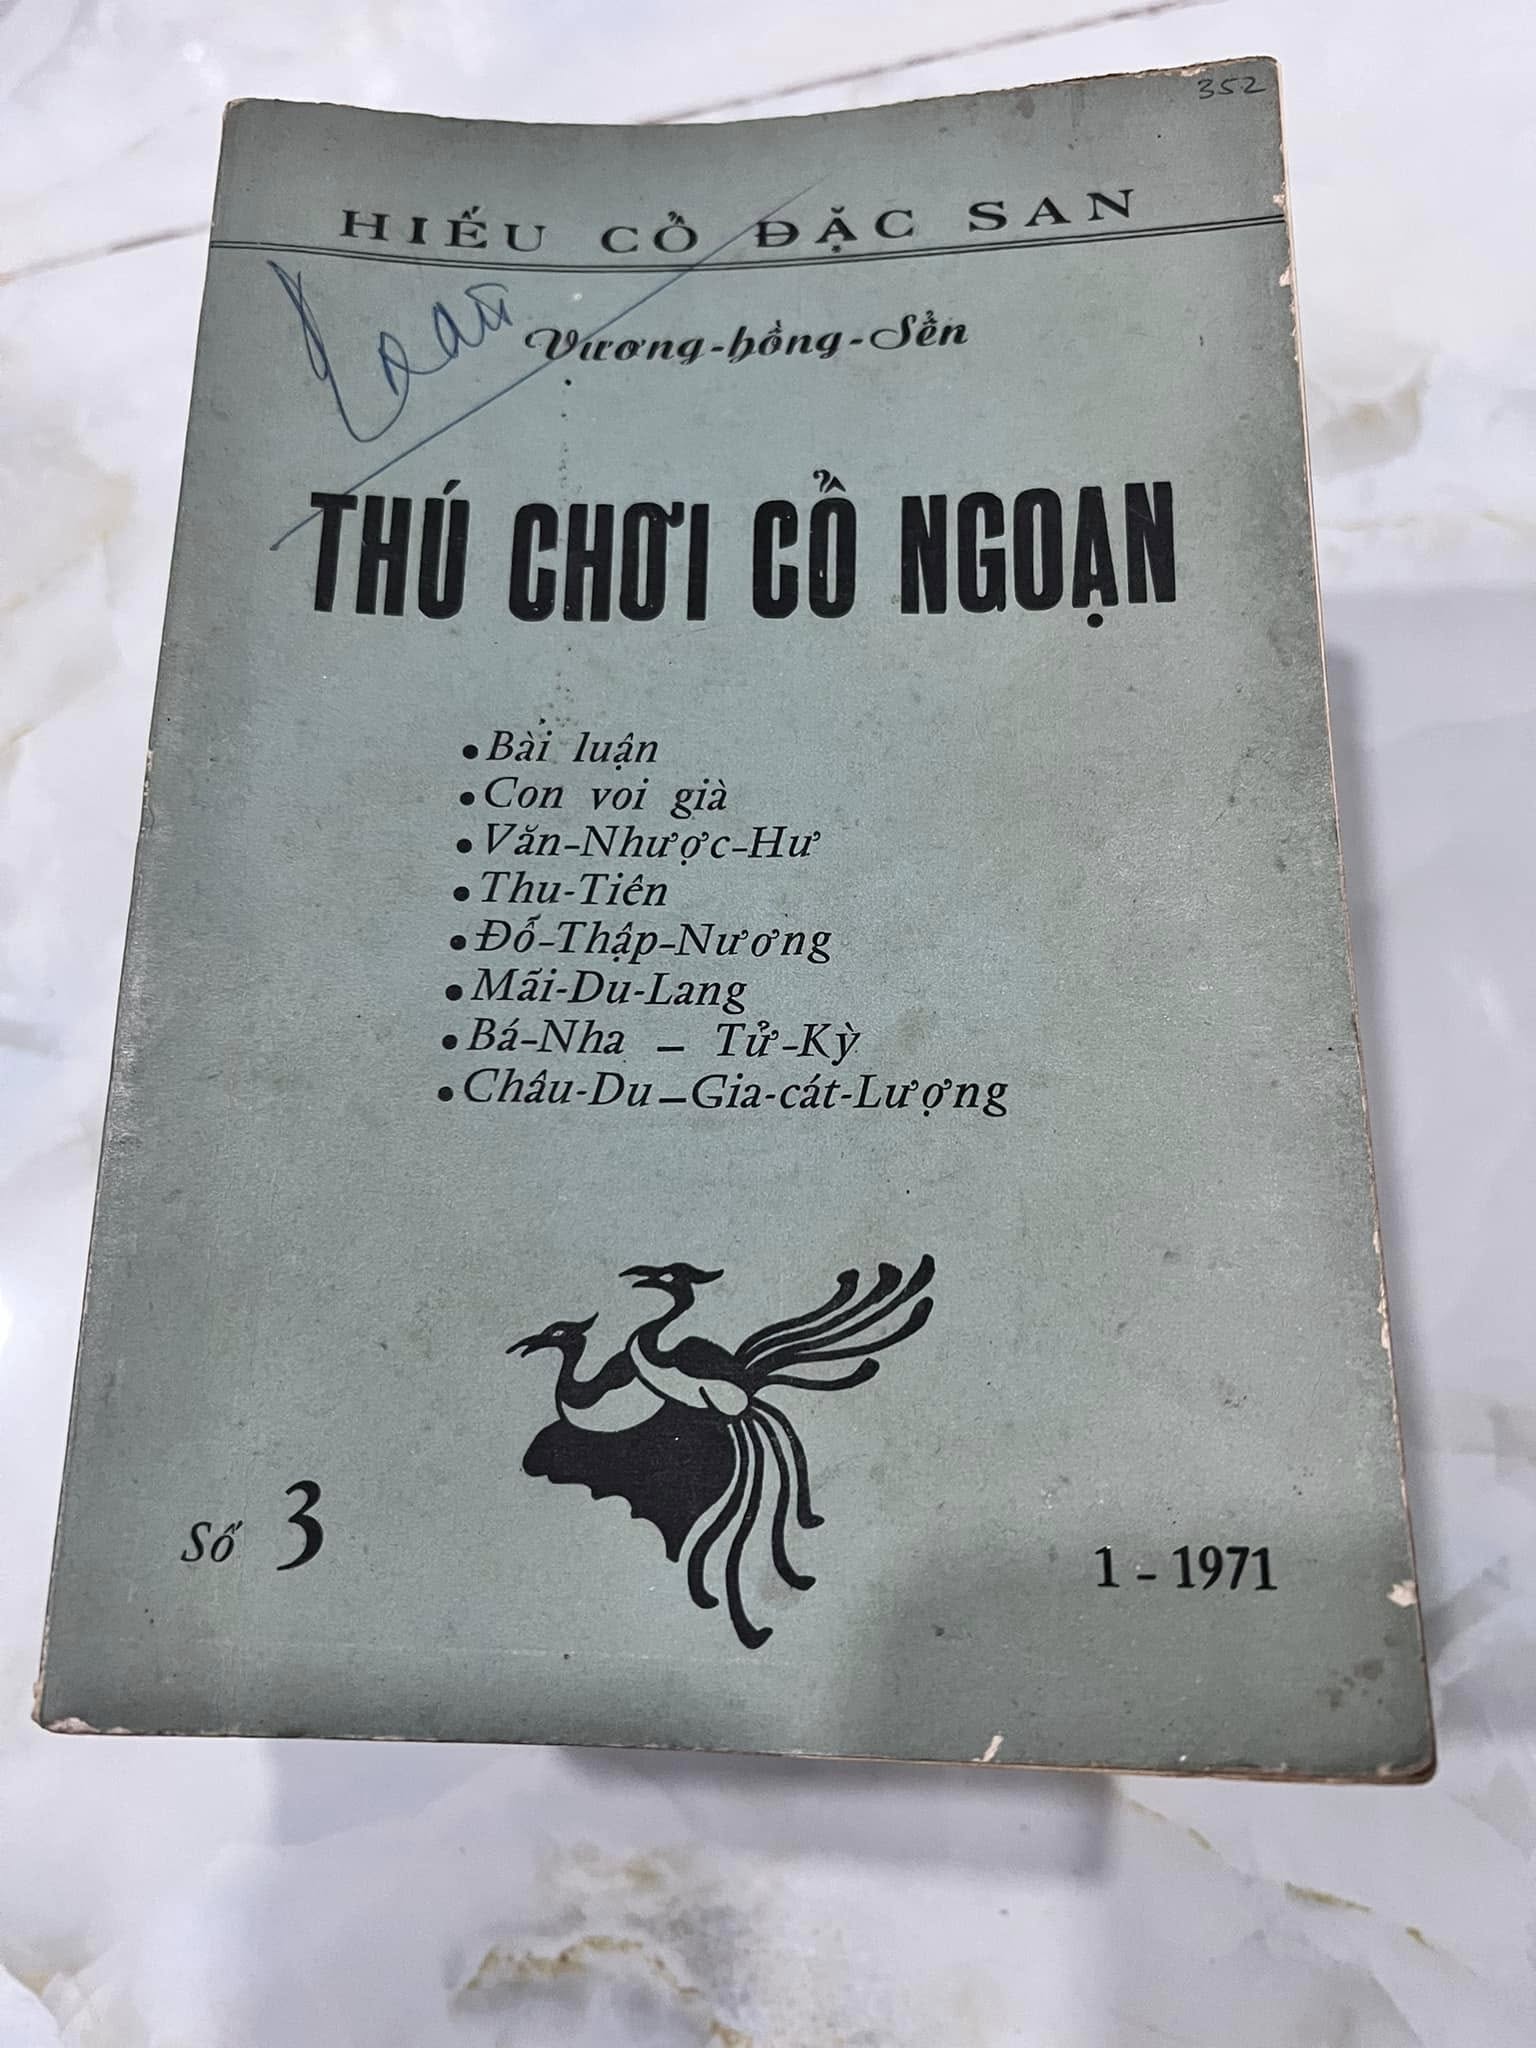 352
HIẾU CỔ ĐẶC SAN
Vương-hồng-Sển
THÚ CHƠI CỔ NGOẠN
• Bài luận
• Con voi già
• Văn-Nhược-Hư
• Thu-Tiên
• Đỗ-Thập-Nương
• Mãi-Du-Lang
• Bá-Nha – Tử-Kỳ
• Châu-Du – Gia-cát-Lượng
Số 3
1 - 1971